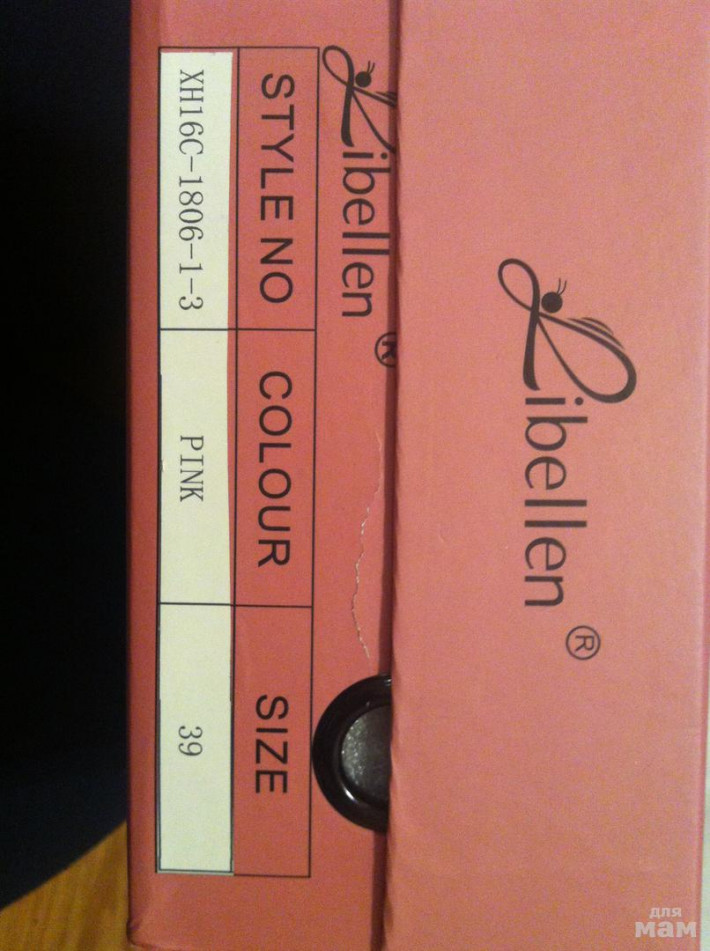 Libellen ®
Libellen ®
STYLE NO COLOUR SIZE
XH16C-1806-1-3 PINK 39
для
мам